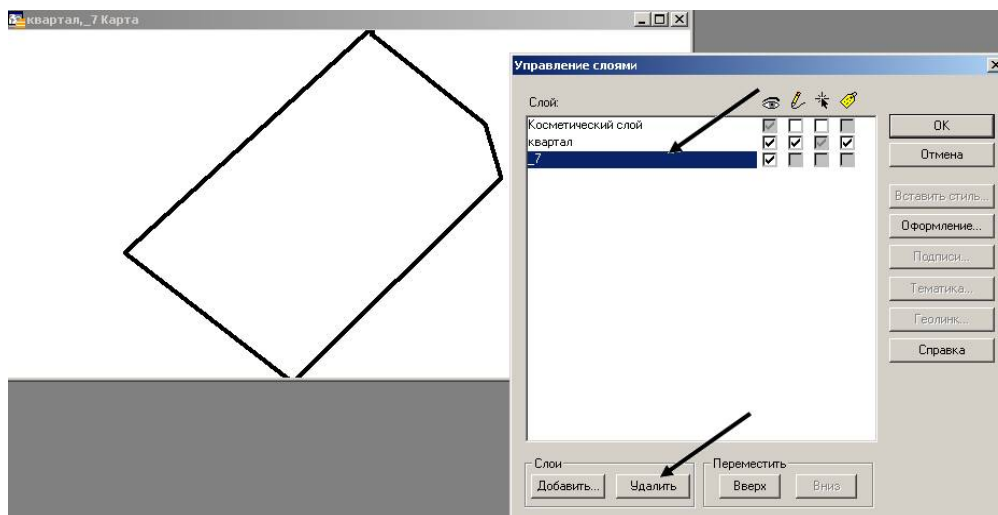 квартал,_7 Карта
Управление слоями
Слой:
Косметический слой
квартал
_7
OK
Отмена
Вставить стиль...
Оформление...
Подписи...
Тематика...
Геолинк...
Справка
Слои
Добавить...
Удалить
Переместить
Вверх
Вниз